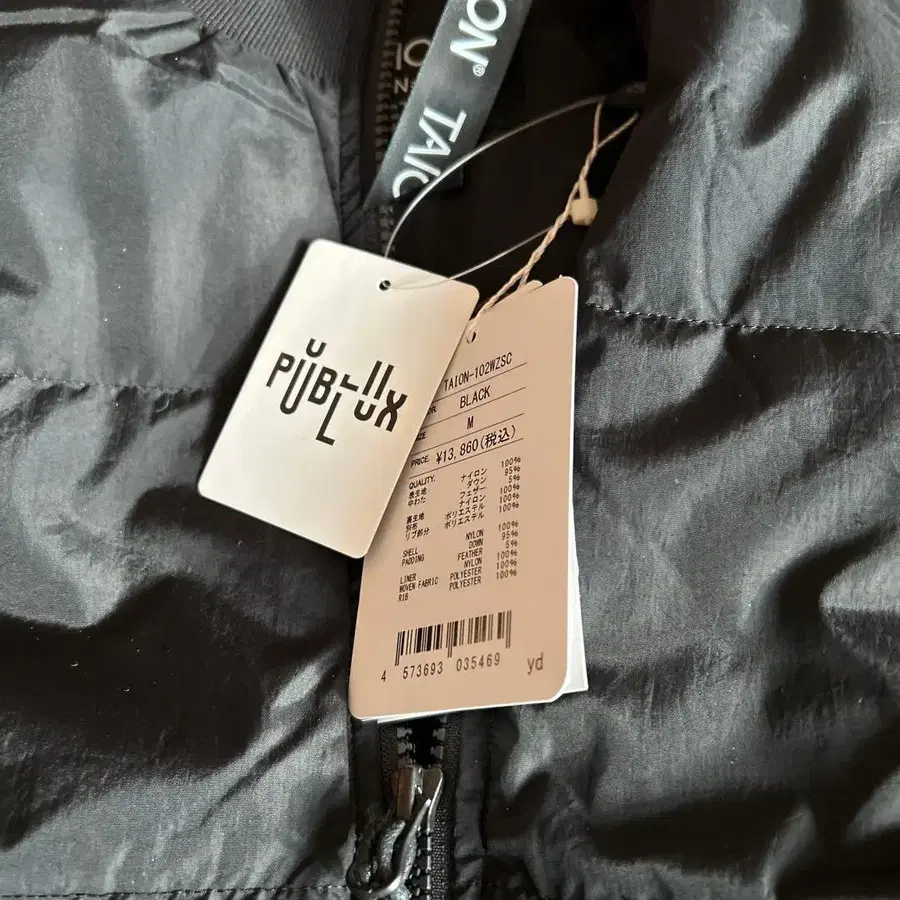 ION® TAIO
PUBLUX
TAION-102WZSC
BLACK
M
PRICE. ¥13,860(税込)
QUALITY.
表生地 ナイロン 100%
中わた ダウン 95%
フェザー 5%
裏生地 ナイロン 100%
別布 ポリエステル 100%
リブ部分 ポリエステル 100%
SHELL NYLON 100%
PADDING DOWN 95%
FEATHER 5%
LINER NYLON 100%
WOVEN FABRIC POLYESTER 100%
RIB POLYESTER 100%
4 573693 035469 yd